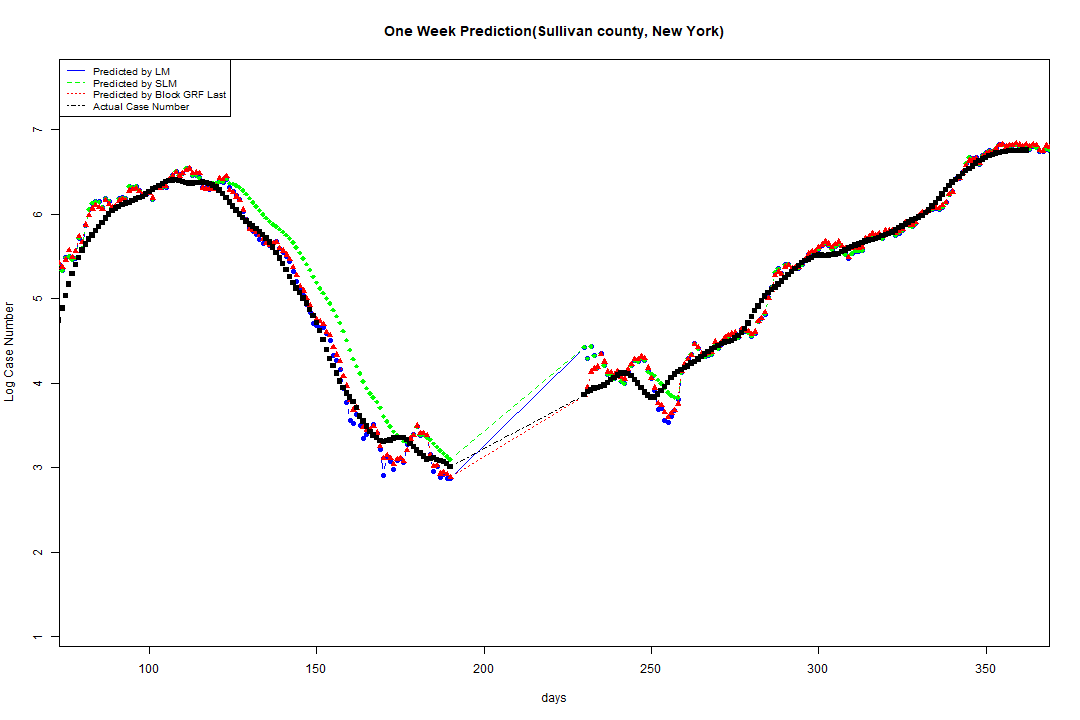 One Week Prediction(Sullivan county, New York)
Predicted by LM
Predicted by SLM
Predicted by Block GRF Last
Actual Case Number
7
6
5
4
3
2
1
Log Case Number
100 150 200 250 300 350
days